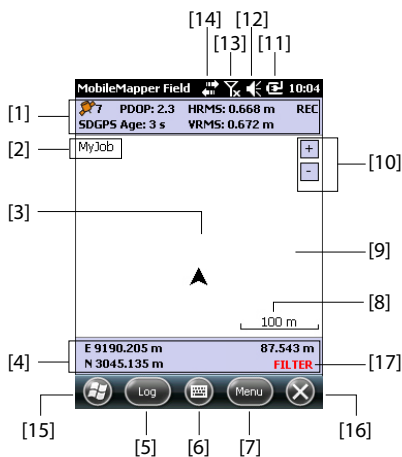 [14] [12]
[13] [11]
MobileMapper Field 10:04
[1] 7 PDOP: 2.3 HRMS: 0.668 m REC
SDGPS Age: 3 s VRMS: 0.672 m
[2] MyJob +
- [10]
[3]
[9]
[8]
100 m
[4] E 9190.205 m 87.543 m
N 3045.135 m FILTER [17]
Log Menu
[15] [5] [6] [7] [16]